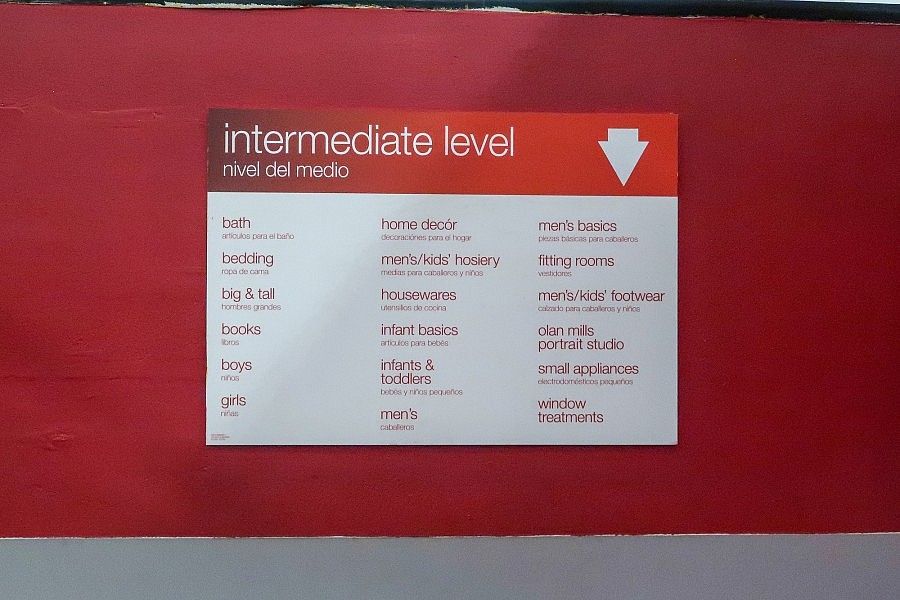 intermediate level
nivel del medio
bath
artículos para el baño
bedding
ropa de cama
big & tall
hombres grandes
books
libros
boys
niños
girls
niñas
home decór
decoraciónes para el hogar
men's/kids' hosiery
medias para caballeros y niños
housewares
utensilios de cocina
infant basics
artículos para bebés
infants &
toddlers
bebés y niños pequeños
men's
caballeros
men's basics
piezas básicas para caballeros
fitting rooms
vestidores
men's/kids' footwear
calzado para caballeros y niños
olan mills
portrait studio
small appliances
electrodomésticos pequeños
window
treatments